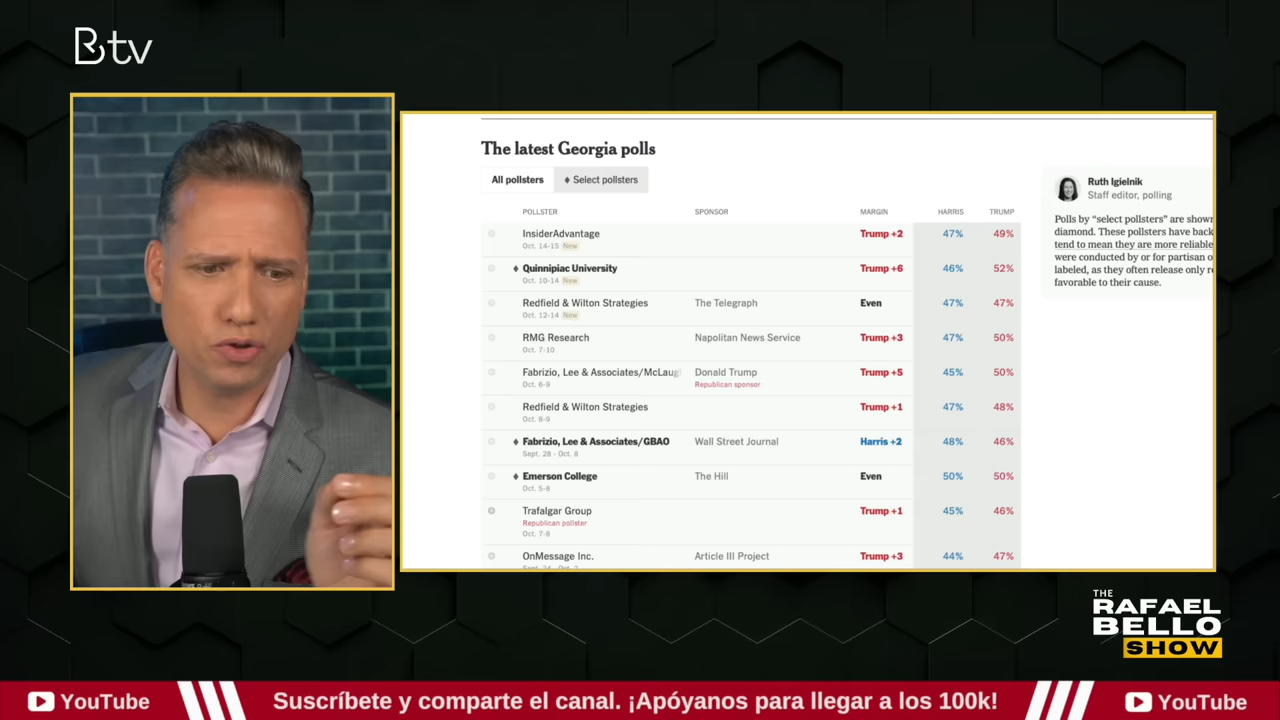 Btv
The latest Georgia polls
All pollsters
♦ Select pollsters
POLLSTER SPONSOR MARGIN HARRIS TRUMP
InsiderAdvantage Trump +2 47% 49%
Oct. 14-15 New
♦ Quinnipiac University Trump +6 46% 52%
Oct. 10-14 New
Redfield & Wilton Strategies The Telegraph Even 47% 47%
Oct. 12-14 New
RMG Research Napolitan News Service Trump +3 47% 50%
Oct. 7-10
Fabrizio, Lee & Associates/McLaug Donald Trump Trump +5 45% 50%
Oct. 6-9 Republican sponsor
Redfield & Wilton Strategies Trump +1 47% 48%
Oct. 8-9
♦ Fabrizio, Lee & Associates/GBAO Wall Street Journal Harris +2 48% 46%
Sept. 28 - Oct. 8
♦ Emerson College The Hill Even 50% 50%
Oct. 5-8
Trafalgar Group Trump +1 45% 46%
Republican pollster
Oct. 7-8
OnMessage Inc. Article III Project Trump +3 44% 47%
Ruth Igielnik
Staff editor, polling
Polls by “select pollsters” are shown
diamond. These pollsters have back
tend to mean they are more reliable
were conducted by or for partisan o
labeled, as they often release only r
favorable to their cause.
THE
RAFAEL
BELLO
SHOW
YouTube
Suscríbete y comparte el canal. ¡Apóyanos para llegar a los 100k!
YouTube